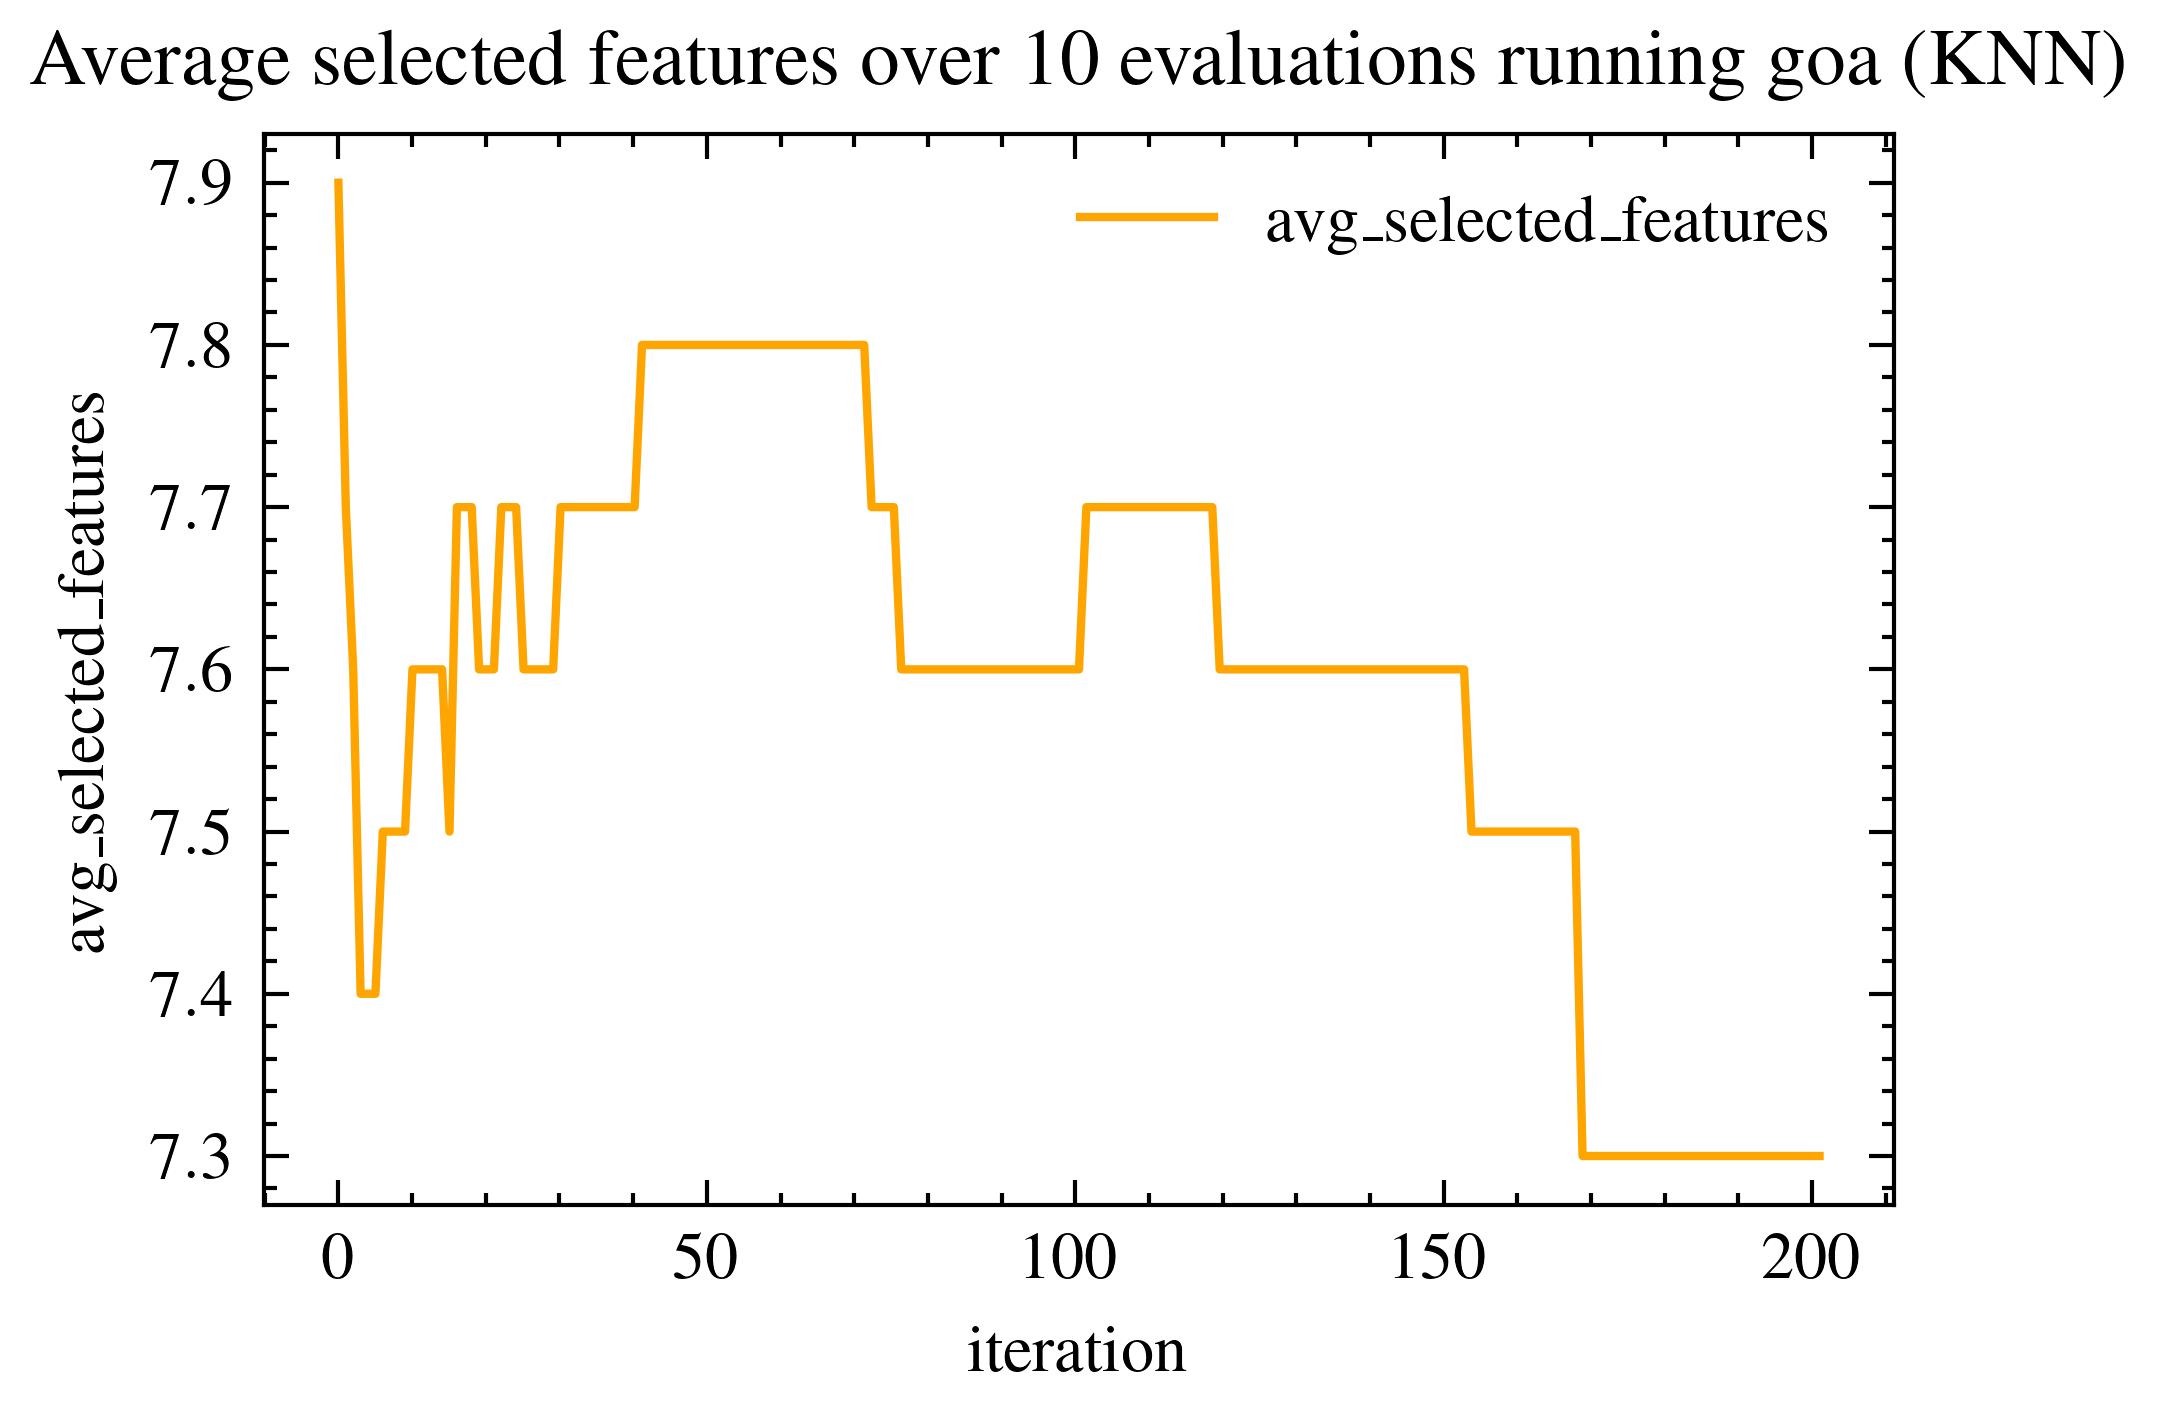 Average selected features over 10 evaluations running goa (KNN)
avg_selected_features
7.9
7.8
7.7
7.6
7.5
7.4
7.3
avg_selected_features
0 50 100 150 200
iteration